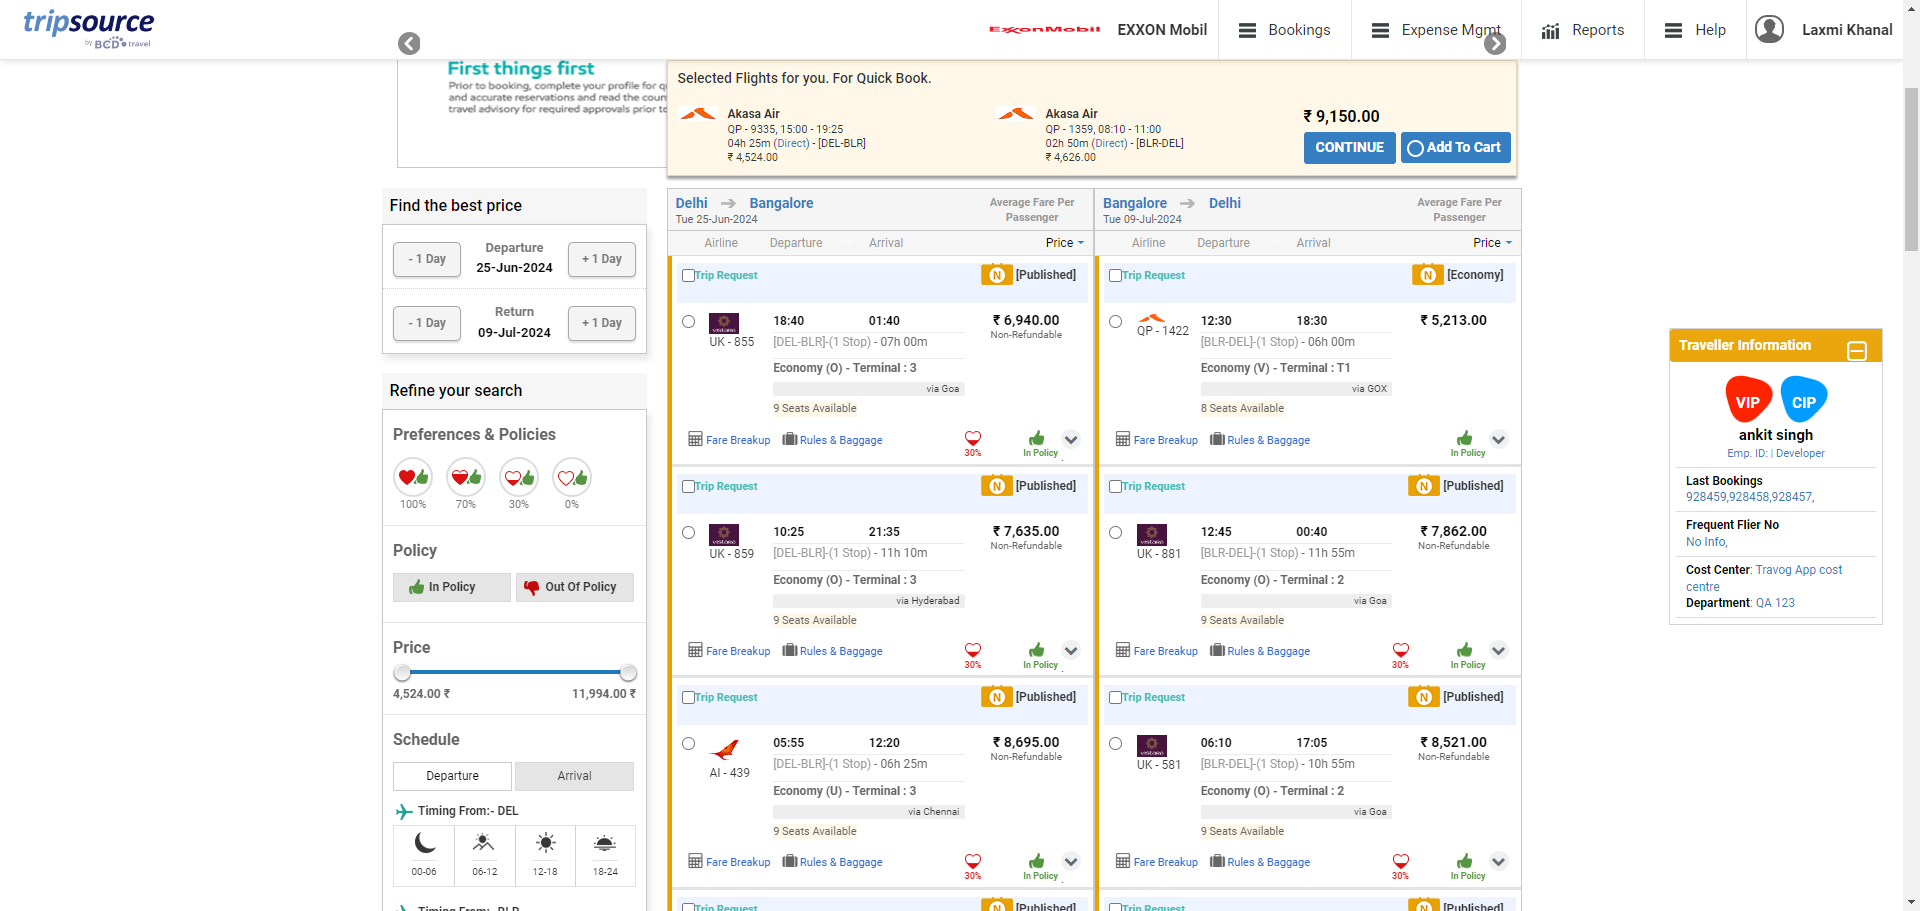 tripsource
by BCD travel
ExxonMobil
EXXON Mobil
Bookings
Expense Mgmt
Reports
Help
Laxmi Khanal
First things first
Prior to booking, complete your profile for
and accurate reservations and read the
travel advisory for required approvals prior
Selected Flights for you. For Quick Book.
Akasa Air
QP - 9335, 15:00 - 19:25
04h 25m (Direct) - [DEL-BLR]
₹ 4,524.00
Akasa Air
QP - 1359, 08:10 - 11:00
02h 50m (Direct) - [BLR-DEL]
₹ 4,626.00
₹ 9,150.00
CONTINUE
Add To Cart
Find the best price
- 1 Day
Departure
25-Jun-2024
+ 1 Day
- 1 Day
Return
09-Jul-2024
+ 1 Day
Refine your search
Preferences & Policies
100% 70% 30% 0%
Policy
In Policy
Out Of Policy
Price
4,524.00 ₹ 11,994.00 ₹
Schedule
Departure
Arrival
Timing From:- DEL
00-06 06-12 12-18 18-24
Timing From:- BLR
Delhi Bangalore
Tue 25-Jun-2024
Average Fare Per
Passenger
Airline Departure Arrival Price
Trip Request
N [Published]
18:40 01:40 ₹ 6,940.00
vistara
UK - 855
[DEL-BLR]-(1 Stop) - 07h 00m
Non-Refundable
Economy (O) - Terminal : 3
via Goa
9 Seats Available
Fare Breakup Rules & Baggage
30%
In Policy
Trip Request
N [Published]
10:25 21:35 ₹ 7,635.00
vistara
UK - 859
[DEL-BLR]-(1 Stop) - 11h 10m
Non-Refundable
Economy (O) - Terminal : 3
via Hyderabad
9 Seats Available
Fare Breakup Rules & Baggage
30%
In Policy
Trip Request
N [Published]
05:55 12:20 ₹ 8,695.00
AI - 439
[DEL-BLR]-(1 Stop) - 06h 25m
Non-Refundable
Economy (U) - Terminal : 3
via Chennai
9 Seats Available
Fare Breakup Rules & Baggage
30%
In Policy
Trip Request
N [Published]
Bangalore Delhi
Tue 09-Jul-2024
Average Fare Per
Passenger
Airline Departure Arrival Price
Trip Request
N [Economy]
12:30 18:30 ₹ 5,213.00
QP - 1422
[BLR-DEL]-(1 Stop) - 06h 00m
Economy (V) - Terminal : T1
via GOX
8 Seats Available
Fare Breakup Rules & Baggage
In Policy
Trip Request
N [Published]
12:45 00:40 ₹ 7,862.00
vistara
UK - 881
[BLR-DEL]-(1 Stop) - 11h 55m
Non-Refundable
Economy (O) - Terminal : 2
via Goa
9 Seats Available
Fare Breakup Rules & Baggage
30%
In Policy
Trip Request
N [Published]
06:10 17:05 ₹ 8,521.00
vistara
UK - 581
[BLR-DEL]-(1 Stop) - 10h 55m
Non-Refundable
Economy (O) - Terminal : 2
via Goa
9 Seats Available
Fare Breakup Rules & Baggage
30%
In Policy
Trip Request
N [Published]
Traveller Information
VIP CIP
ankit singh
Emp. ID: | Developer
Last Bookings
928459,928458,928457,
Frequent Flier No
No Info,
Cost Center: Travog App cost
centre
Department: QA 123